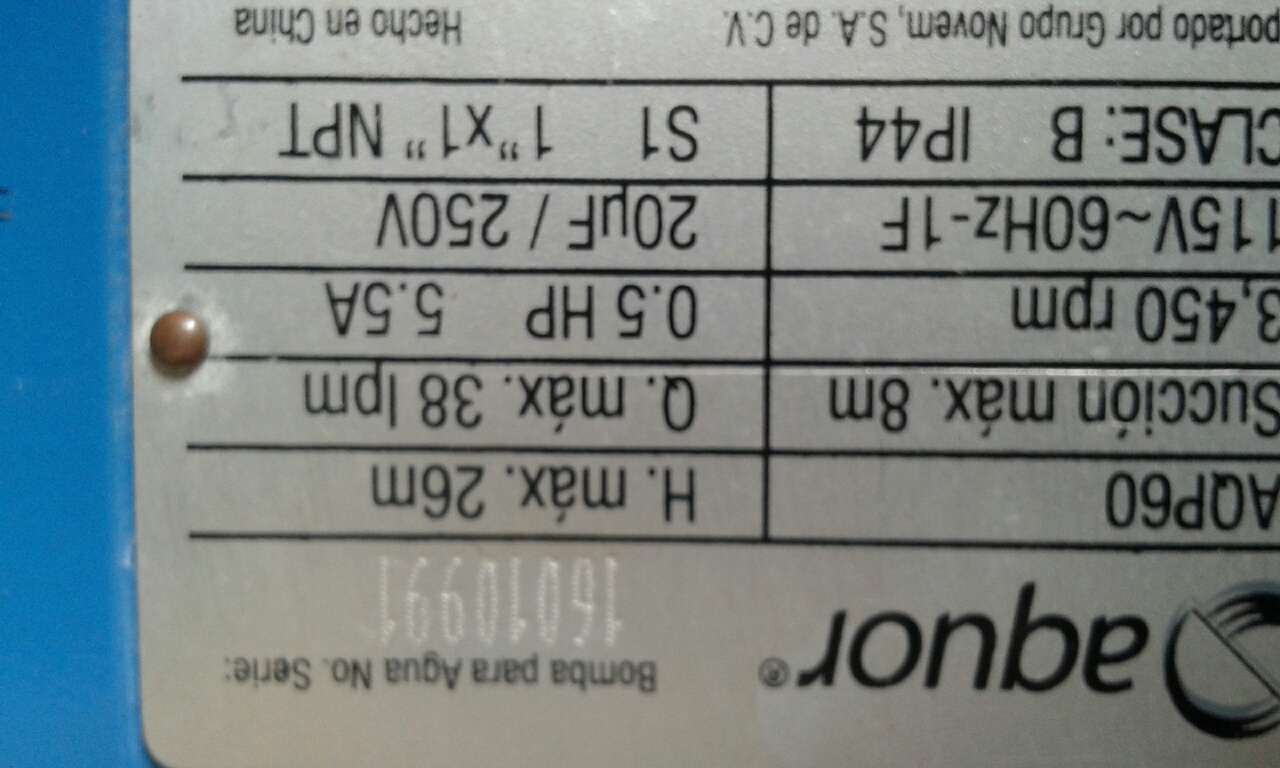 aquor®
Bomba para Agua No. Serie:
16010991
AQP60 H. máx. 26m
Succión máx. 8m Q. máx. 38 lpm
3,450 rpm 0.5 HP 5.5A
115V~60Hz-1F 20µF / 250V
CLASE: B IP44 S1 1”x1” NPT
portado por Grupo Novem, S.A. de C.V. Hecho en China